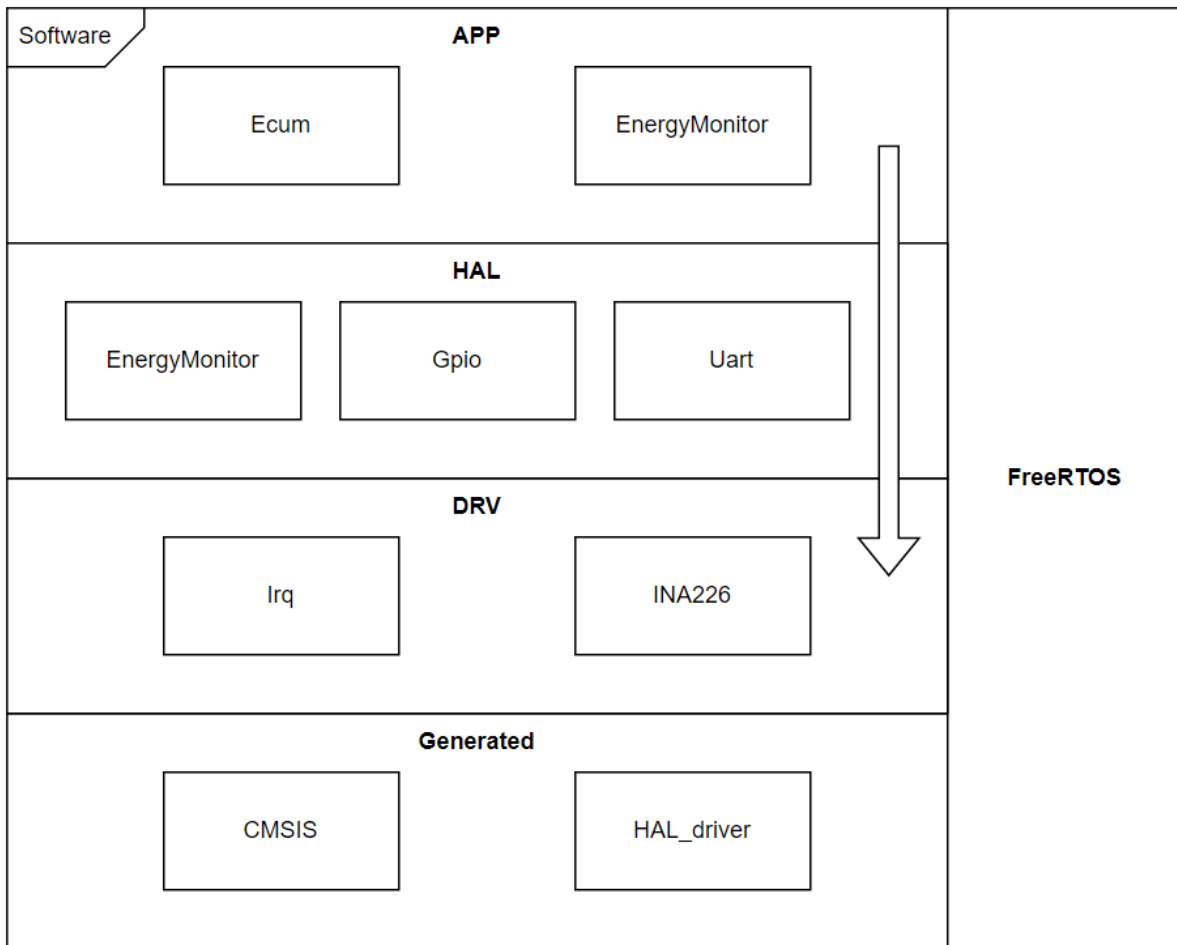 Software
APP
Ecum
EnergyMonitor
HAL
EnergyMonitor
Gpio
Uart
FreeRTOS
DRV
Irq
INA226
Generated
CMSIS
HAL_driver